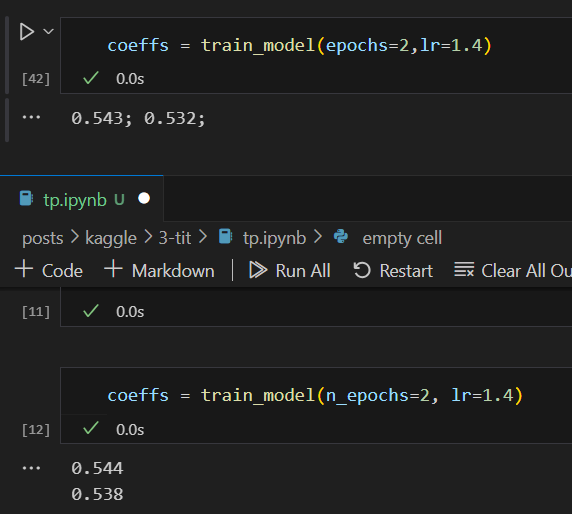 coeffs = train_model(epochs=2,lr=1.4)
[42] 0.0s
... 0.543; 0.532;
tp.ipynb U
posts > kaggle > 3-tit > tp.ipynb > empty cell
+ Code + Markdown | Run All Restart Clear All Ou
[11] 0.0s
coeffs = train_model(n_epochs=2, lr=1.4)
[12] 0.0s
... 0.544
0.538